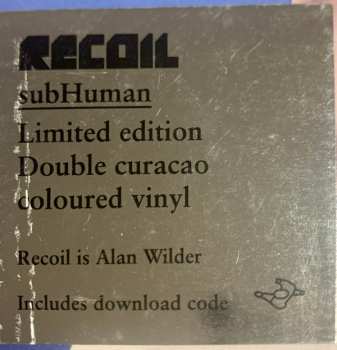 RECOIL
subHuman
Limited edition
Double curacao
coloured vinyl
Recoil is Alan Wilder
Includes download code